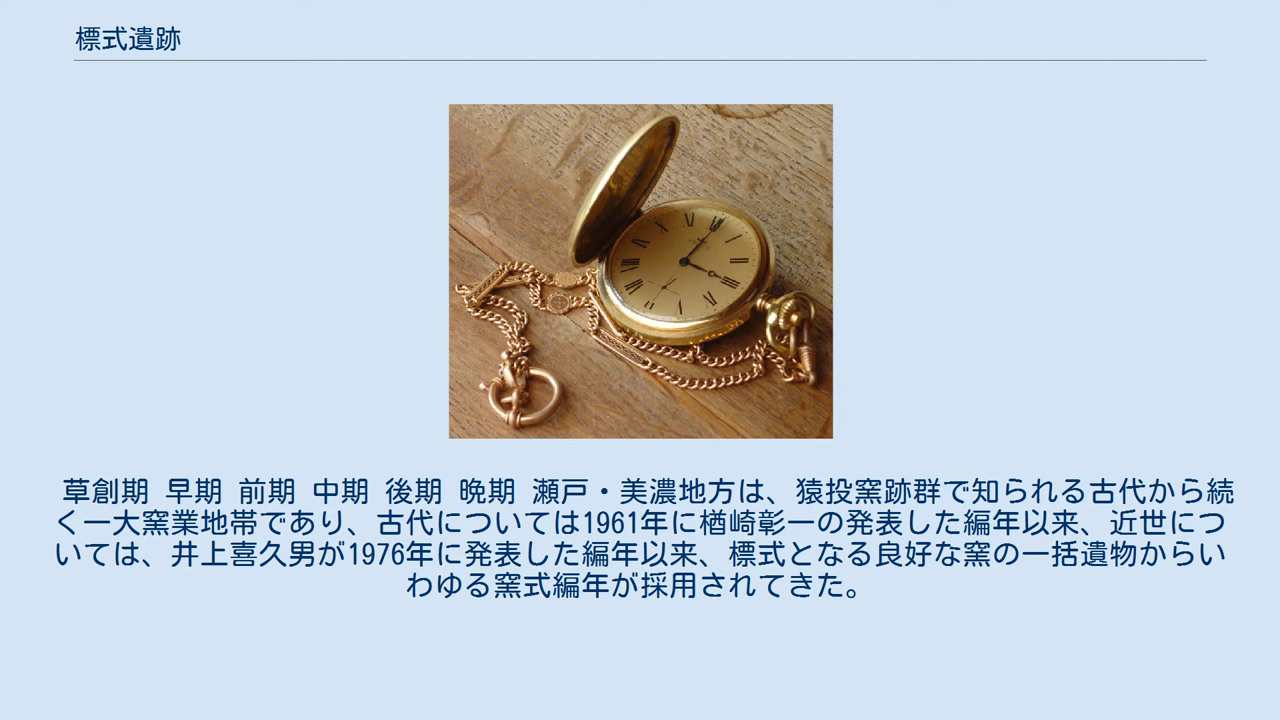 標式遺跡
草創期 早期 前期 中期 後期 晩期 瀬戸・美濃地方は、猿投窯跡群で知られる古代から続
く一大窯業地帯であり、古代については1961年に楢崎彰一の発表した編年以来、近世につ
いては、井上喜久男が1976年に発表した編年以来、標式となる良好な窯の一括遺物からい
わゆる窯式編年が採用されてきた。